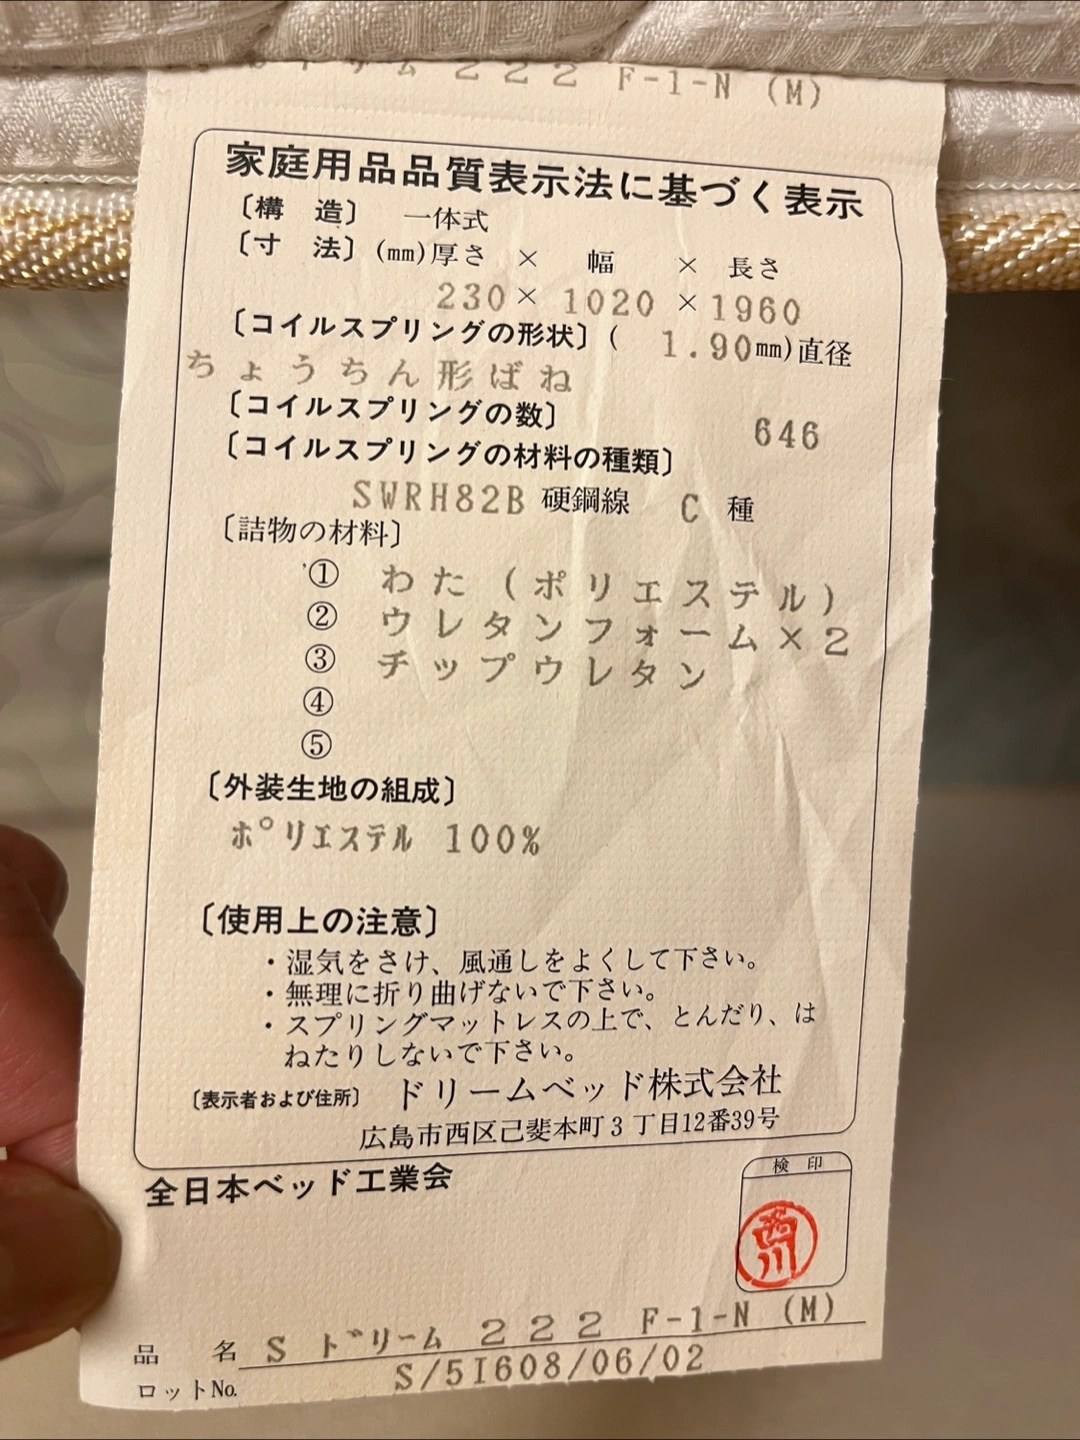 ドリーム 222 F-1-N (M)
家庭用品品質表示法に基づく表示
〔構 造〕 一体式
〔寸 法〕(mm)厚さ × 幅 × 長さ
230 × 1020 × 1960
〔コイルスプリングの形状〕( 1.90mm)直径
ちょうちん形ばね
〔コイルスプリングの数〕 646
〔コイルスプリングの材料の種類〕
SWRH82B 硬鋼線 C 種
〔詰物の材料〕
① わた(ポリエステル)
② ウレタンフォーム×2
③ チップウレタン
④
⑤
〔外装生地の組成〕
ポリエステル 100%
〔使用上の注意〕
・湿気をさけ、風通しをよくして下さい。
・無理に折り曲げないで下さい。
・スプリングマットレスの上で、とんだり、は
ねたりしないで下さい。
〔表示者および住所〕 ドリームベッド株式会社
広島市西区己斐本町3丁目12番39号
全日本ベッド工業会
検 印
西川
品 名 S ドリーム 222 F-1-N (M)
ロットNo. S/5I608/06/02